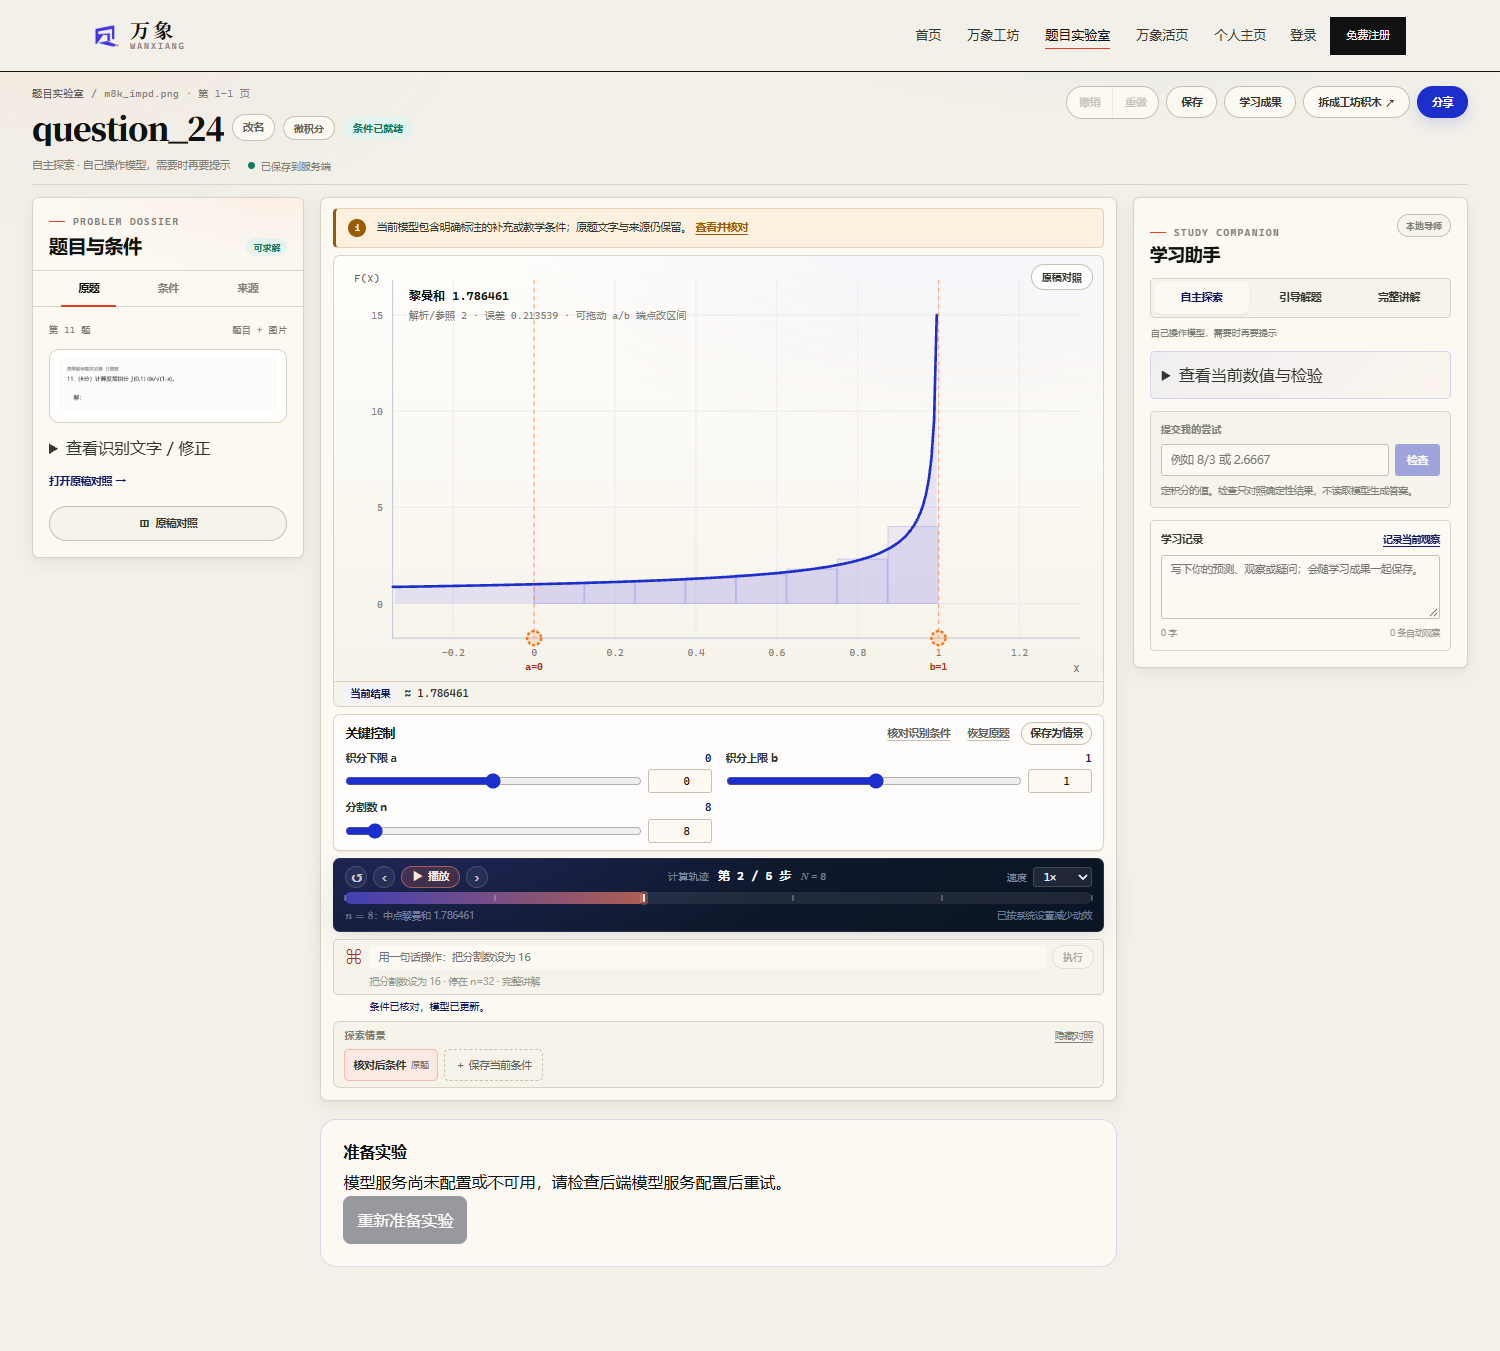 万象
WANXIANG
首页
万象工坊
题目实验室
万象活页
个人主页
登录
免费注册
题目实验室 / m8k_impd.png · 第 1-1 页
撤销
重做
保存
学习成果
拆成工坊积木 ↗
分享
question_24
改名
微积分
条件已就绪
自主探索 · 自己操作模型，需要时再要提示
已保存到服务端
PROBLEM DOSSIER
题目与条件
可求解
原题
条件
来源
第 11 题
题目 + 图片
11.（6分）计算反常积分 ∫(0,1) dx/√(1-x)。
解：
▶ 查看识别文字 / 修正
打开原稿对照 →
原稿对照
当前模型包含明确标注的补充或教学条件；原题文字与来源仍保留。 查看并核对
F(X)
原稿对照
黎曼和 1.786461
解析/参照 2 · 误差 0.213539 · 可拖动 a/b 端点改区间
15
10
5
0
-0.2
0
0.2
0.4
0.6
0.8
1
1.2
a=0
b=1
X
当前结果 ≈ 1.786461
关键控制
核对识别条件
恢复原题
保存为情景
积分下限 a
0
0
积分上限 b
1
1
分割数 n
8
8
↺
‹
▶ 播放
›
计算轨迹 第 2 / 5 步 N = 8
速度
1×
n = 8：中点黎曼和 1.786461
已按系统设置减少动效
⌘
用一句话操作：把分割数设为 16
执行
把分割数设为 16 · 停在 n=32 · 完整讲解
条件已核对，模型已更新。
探索情景
隐藏对照
核对后条件 原题
+ 保存当前条件
准备实验
模型服务尚未配置或不可用，请检查后端模型服务配置后重试。
重新准备实验
STUDY COMPANION
本地导师
学习助手
自主探索
引导解题
完整讲解
自己操作模型，需要时再要提示
▶ 查看当前数值与检验
提交我的尝试
例如 8/3 或 2.6667
检查
定积分的值。检查只对照确定性结果，不读取模型生成答案。
学习记录
记录当前观察
写下你的预测、观察或疑问；会随学习成果一起保存。
0 字
0 条自动观察